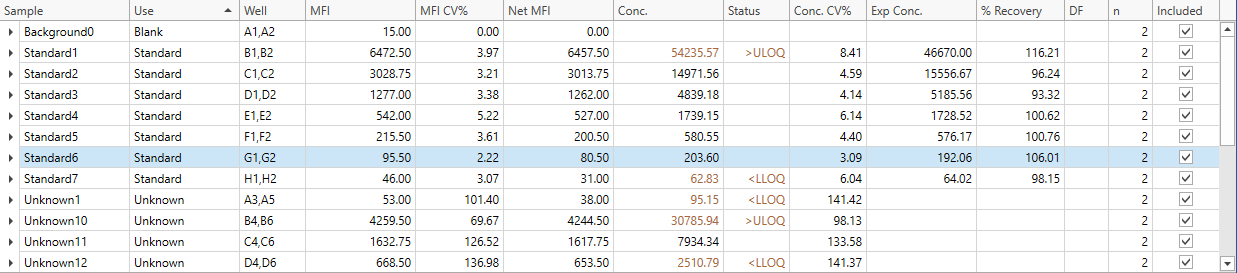 Sample Use Well MFI MFI CV% Net MFI Conc. Status Conc. CV% Exp Conc. % Recovery DF n Included
Background0 Blank A1,A2 15.00 0.00 0.00 2
Standard1 Standard B1,B2 6472.50 3.97 6457.50 54235.57 >ULOQ 8.41 46670.00 116.21 2
Standard2 Standard C1,C2 3028.75 3.21 3013.75 14971.56 4.59 15556.67 96.24 2
Standard3 Standard D1,D2 1277.00 3.38 1262.00 4839.18 4.14 5185.56 93.32 2
Standard4 Standard E1,E2 542.00 5.22 527.00 1739.15 6.14 1728.52 100.62 2
Standard5 Standard F1,F2 215.50 3.61 200.50 580.55 4.40 576.17 100.76 2
Standard6 Standard G1,G2 95.50 2.22 80.50 203.60 3.09 192.06 106.01 2
Standard7 Standard H1,H2 46.00 3.07 31.00 62.83 <LLOQ 6.04 64.02 98.15 2
Unknown1 Unknown A3,A5 53.00 101.40 38.00 95.15 <LLOQ 141.42 2
Unknown10 Unknown B4,B6 4259.50 69.67 4244.50 30785.94 >ULOQ 98.13 2
Unknown11 Unknown C4,C6 1632.75 126.52 1617.75 7934.34 133.58 2
Unknown12 Unknown D4,D6 668.50 136.98 653.50 2510.79 <LLOQ 141.37 2